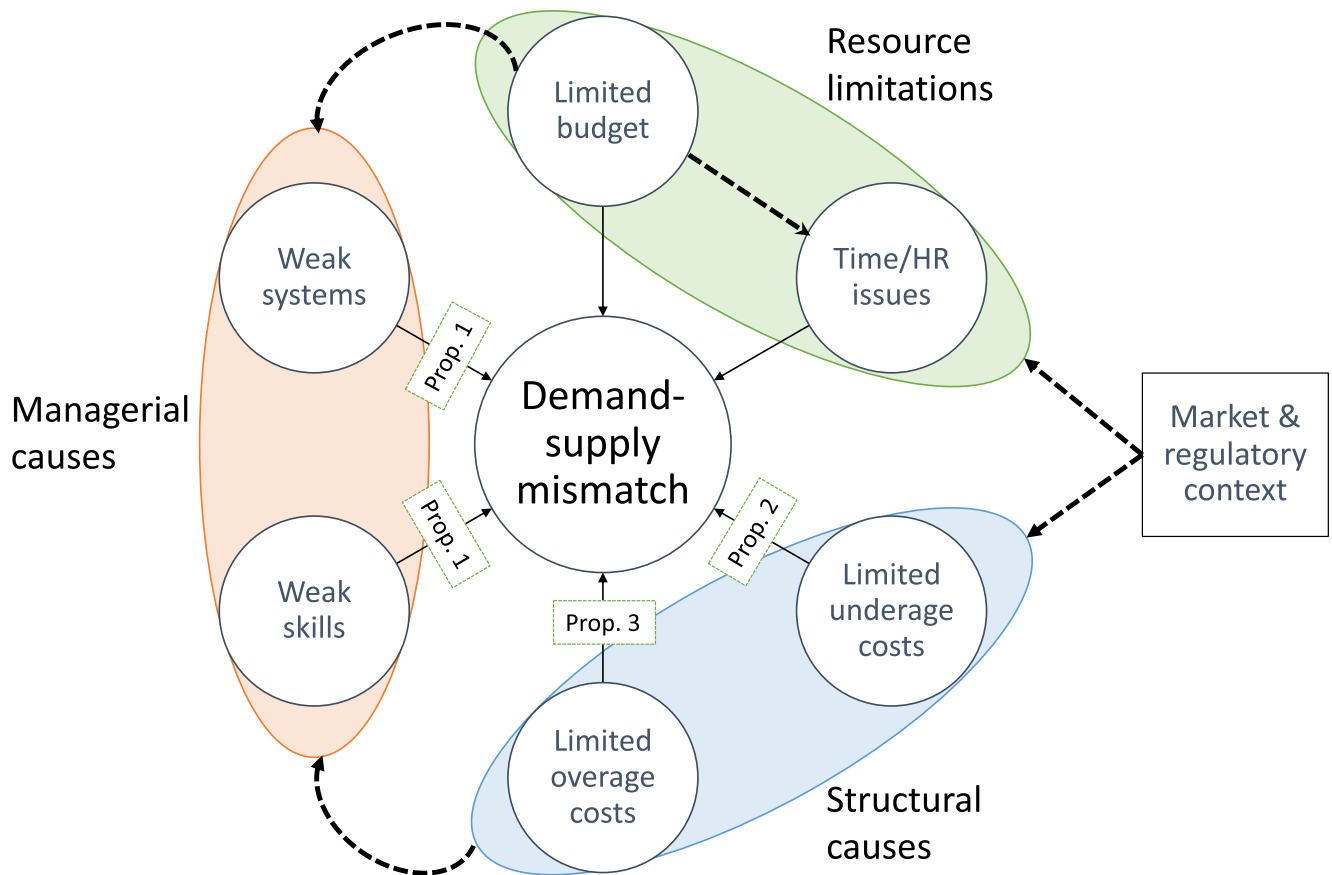 Resource
limitations
Limited
budget
Weak
systems
Time/HR
issues
Prop. 1
Managerial
causes
Demand-
supply
mismatch
Market &
regulatory
context
Prop. 1
Prop. 2
Weak
skills
Prop. 3
Limited
underage
costs
Limited
overage
costs
Structural
causes